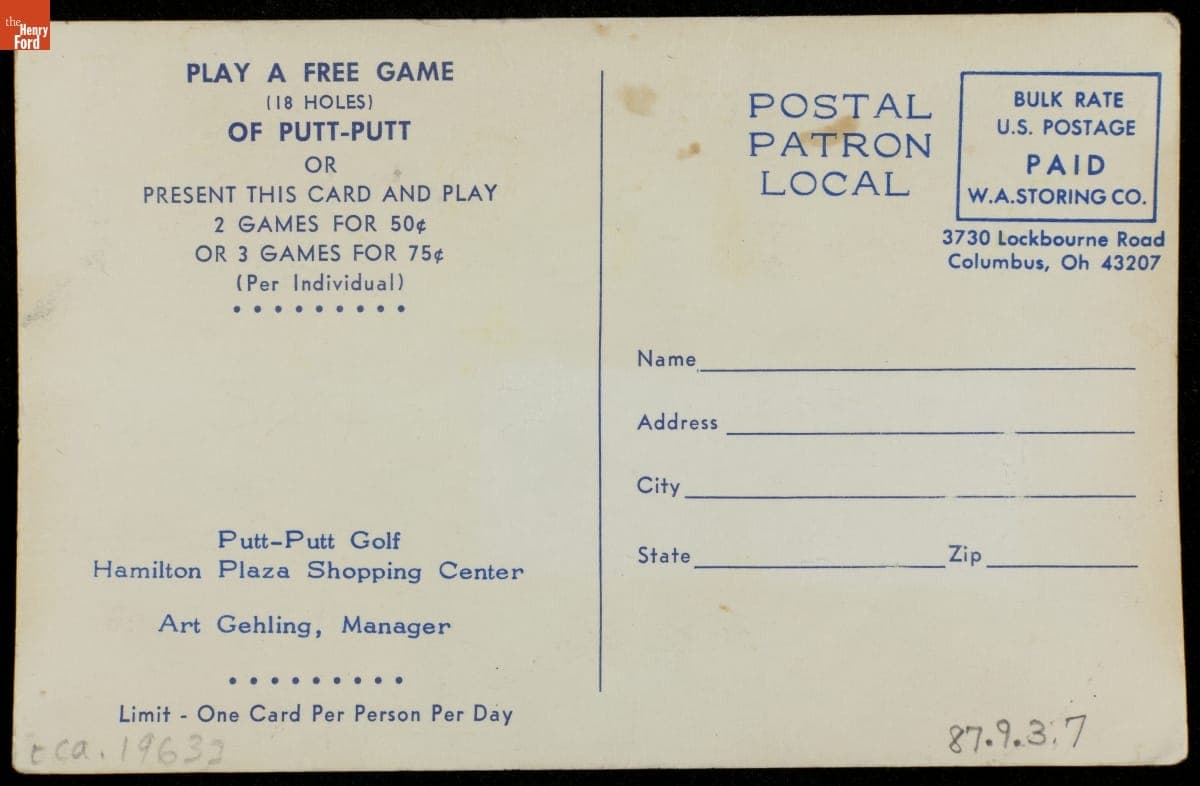 the
Henry
Ford
PLAY A FREE GAME
(18 HOLES)
OF PUTT-PUTT
OR
PRESENT THIS CARD AND PLAY
2 GAMES FOR 50¢
OR 3 GAMES FOR 75¢
(Per Individual)
Putt-Putt Golf
Hamilton Plaza Shopping Center
Art Gehling, Manager
Limit - One Card Per Person Per Day
ca. 1963
POSTAL
PATRON
LOCAL
BULK RATE
U.S. POSTAGE
PAID
W.A.STORING CO.
3730 Lockbourne Road
Columbus, Oh 43207
Name
Address
City
State Zip
87.9.3.7